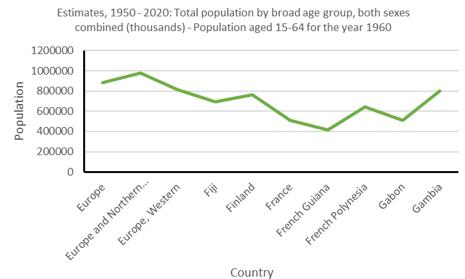 Estimates, 1950 - 2020: Total population by broad age group, both sexes
combined (thousands) - Population aged 15-64 for the year 1960
1200000
1000000
800000
600000
400000
200000
0
Population
Europe
Europe and Northern...
Europe, Western
Fiji
Finland
France
French Guiana
French Polynesia
Gabon
Gambia
Country